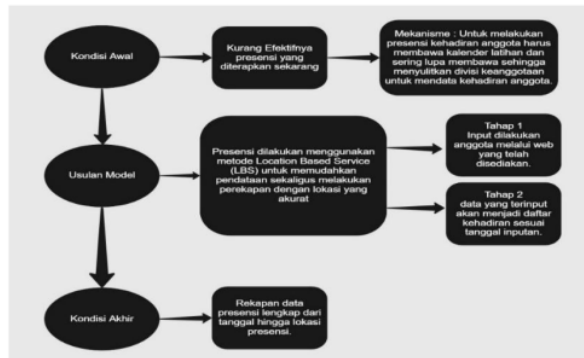 Kondisi Awal
Kurang Efektifnya
presensi yang
diterapkan sekarang
Mekanisme : Untuk melakukan
presensi kehadiran anggota harus
membawa kalender latihan dan
sering lupa membawa sehingga
menyulitkan divisi keanggotaan
untuk mendata kehadiran anggota.
Usulan Model
Presensi dilakukan menggunakan
metode Location Based Service
(LBS) untuk memudahkan
pendataan sekaligus melakukan
perekapan dengan lokasi yang
akurat
Tahap 1
Input dilakukan
anggota melalui web
yang telah
disediakan.
Tahap 2
data yang terinput
akan menjadi daftar
kehadiran sesuai
tanggal inputan.
Kondisi Akhir
Rekapan data
presensi lengkap dari
tanggal hingga lokasi
presensi.